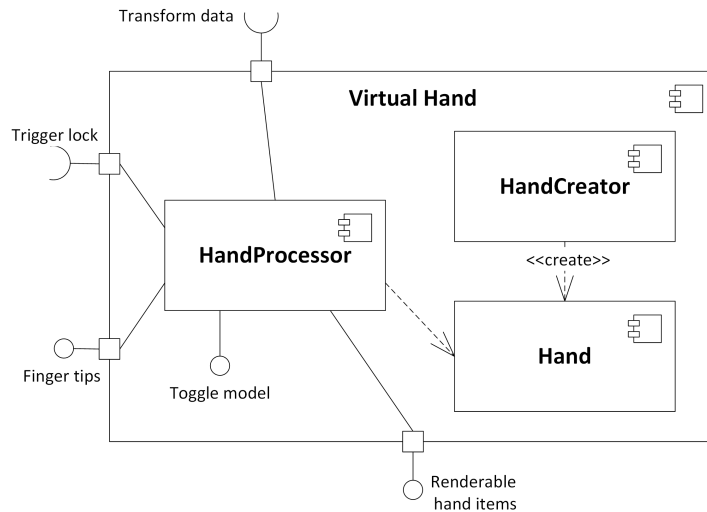 Transform data
Virtual Hand
Trigger lock
HandCreator
HandProcessor
<<create>>
Hand
Finger tips
Toggle model
Renderable
hand items